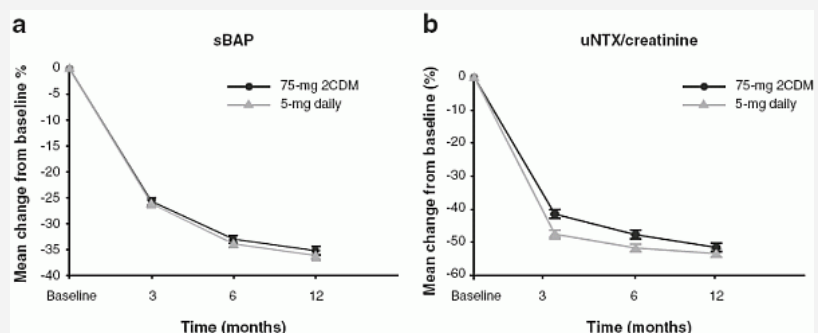 a
sBAP
Mean change from baseline %
0
-5
-10
-15
-20
-25
-30
-35
-40
75-mg 2CDM
5-mg daily
Baseline 3 6 12
Time (months)
b
uNTX/creatinine
Mean change from baseline (%)
0
-10
-20
-30
-40
-50
-60
75-mg 2CDM
5-mg daily
Baseline 3 6 12
Time (months)